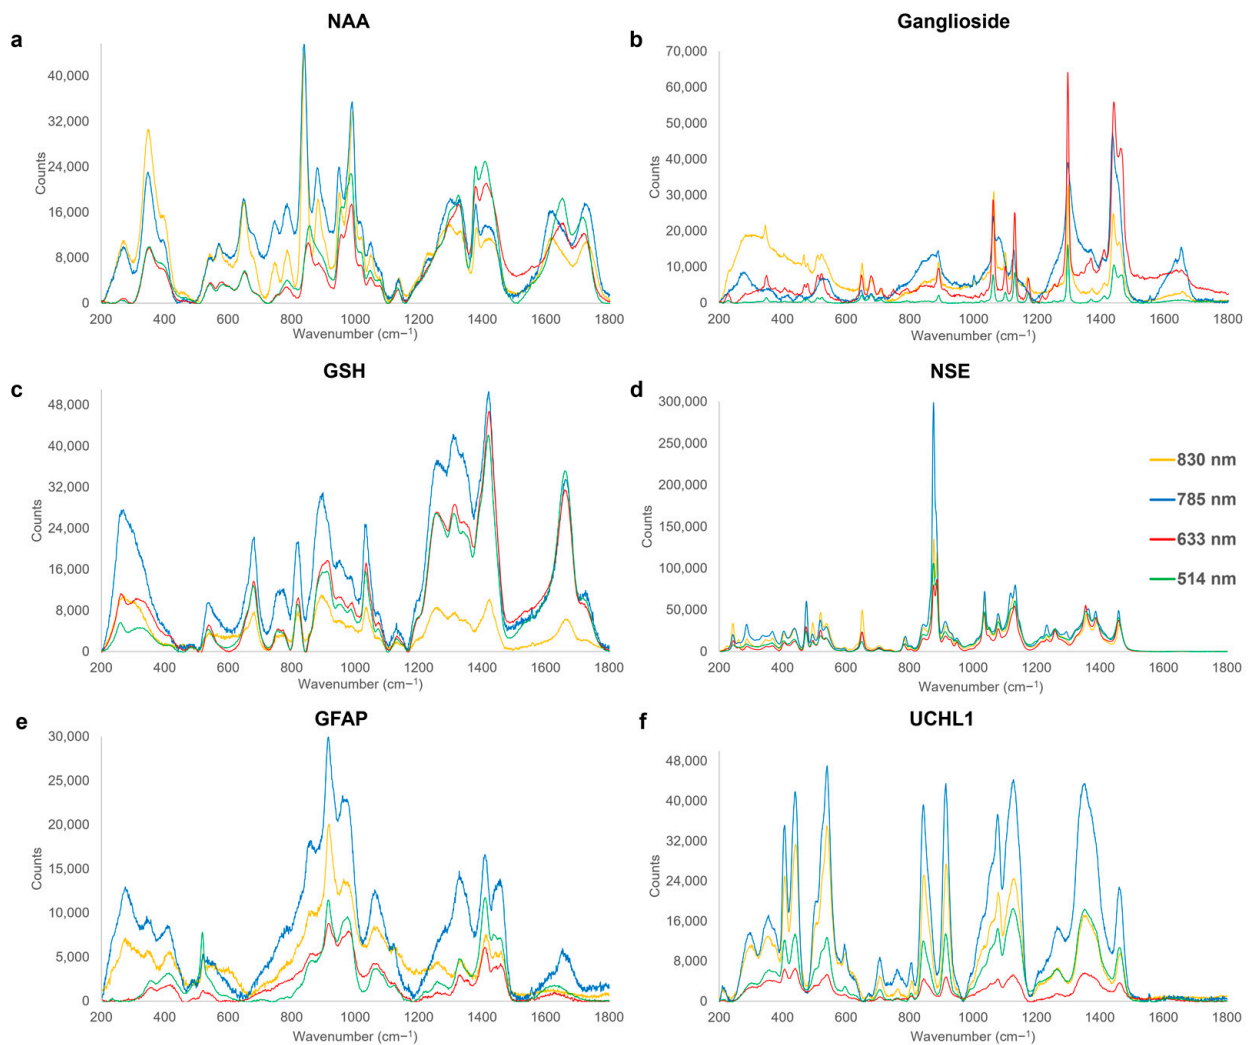 NAA
a
40,000
32,000
24,000
16,000
8,000
0
Counts
200 400 600 800 1000 1200 1400 1600 1800
Wavenumber (cm−1)
Ganglioside
b
70,000
60,000
50,000
40,000
30,000
20,000
10,000
0
Counts
200 400 600 800 1000 1200 1400 1600 1800
Wavenumber (cm−1)
GSH
c
48,000
40,000
32,000
24,000
16,000
8,000
0
Counts
200 400 600 800 1000 1200 1400 1600 1800
Wavenumber (cm−1)
NSE
d
300,000
250,000
200,000
150,000
100,000
50,000
0
Counts
200 400 600 800 1000 1200 1400 1600 1800
Wavenumber (cm−1)
830 nm
785 nm
633 nm
514 nm
GFAP
e
30,000
25,000
20,000
15,000
10,000
5,000
0
Counts
200 400 600 800 1000 1200 1400 1600 1800
Wavenumber (cm−1)
UCHL1
f
48,000
40,000
32,000
24,000
16,000
8,000
0
Counts
200 400 600 800 1000 1200 1400 1600 1800
Wavenumber (cm−1)